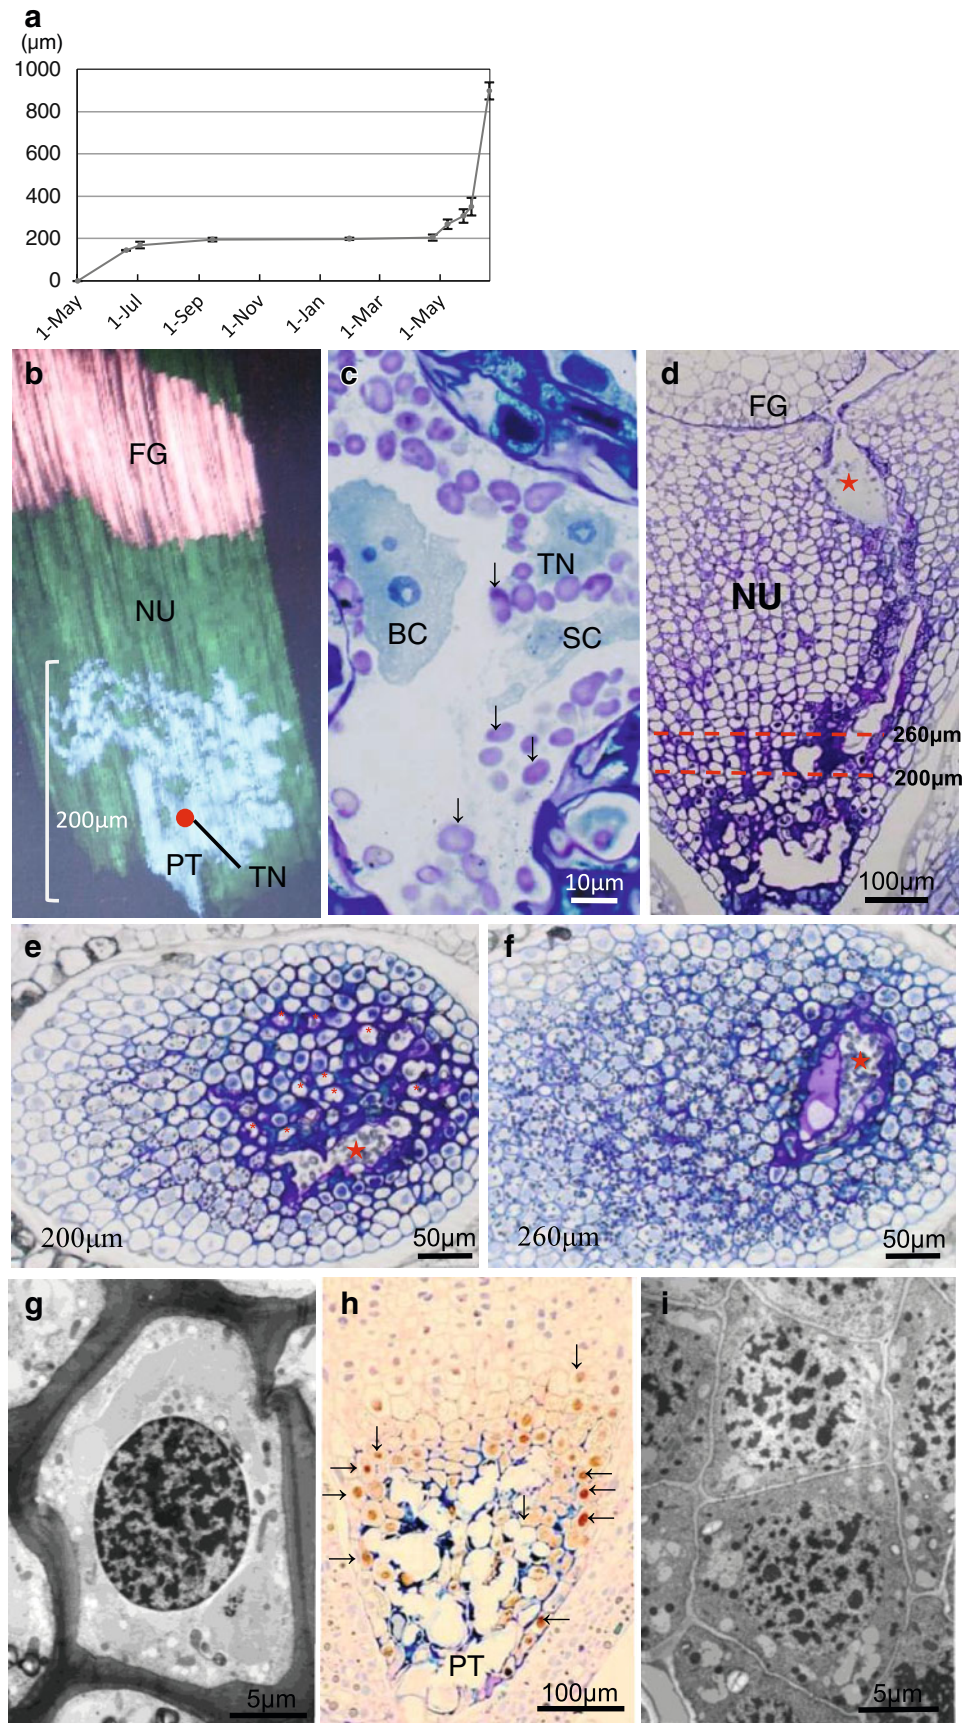 a
(μm)
1000
800
600
400
200
0
1-May
1-Jul
1-Sep
1-Nov
1-Jan
1-Mar
1-May
b
FG
NU
200μm
PT
TN
c
TN
BC
SC
10μm
d
FG
NU
260μm
200μm
100μm
e
200μm
50μm
f
260μm
50μm
g
5μm
h
PT
100μm
i
5μm